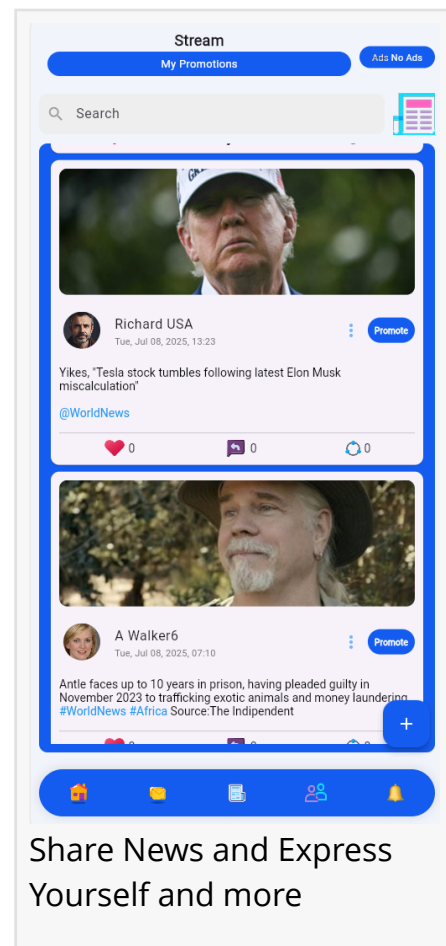 Stream
My Promotions
Ads No Ads
Search
Richard USA
Tue, Jul 08, 2025, 13:23
Promote
Yikes, "Tesla stock tumbles following latest Elon Musk
miscalculation"
@WorldNews
0
0
0
A Walker6
Tue, Jul 08, 2025, 07:10
Promote
Antle faces up to 10 years in prison, having pleaded guilty in
November 2023 to trafficking exotic animals and money laundering
#WorldNews #Africa Source:The Indipendent
+
Share News and Express
Yourself and more